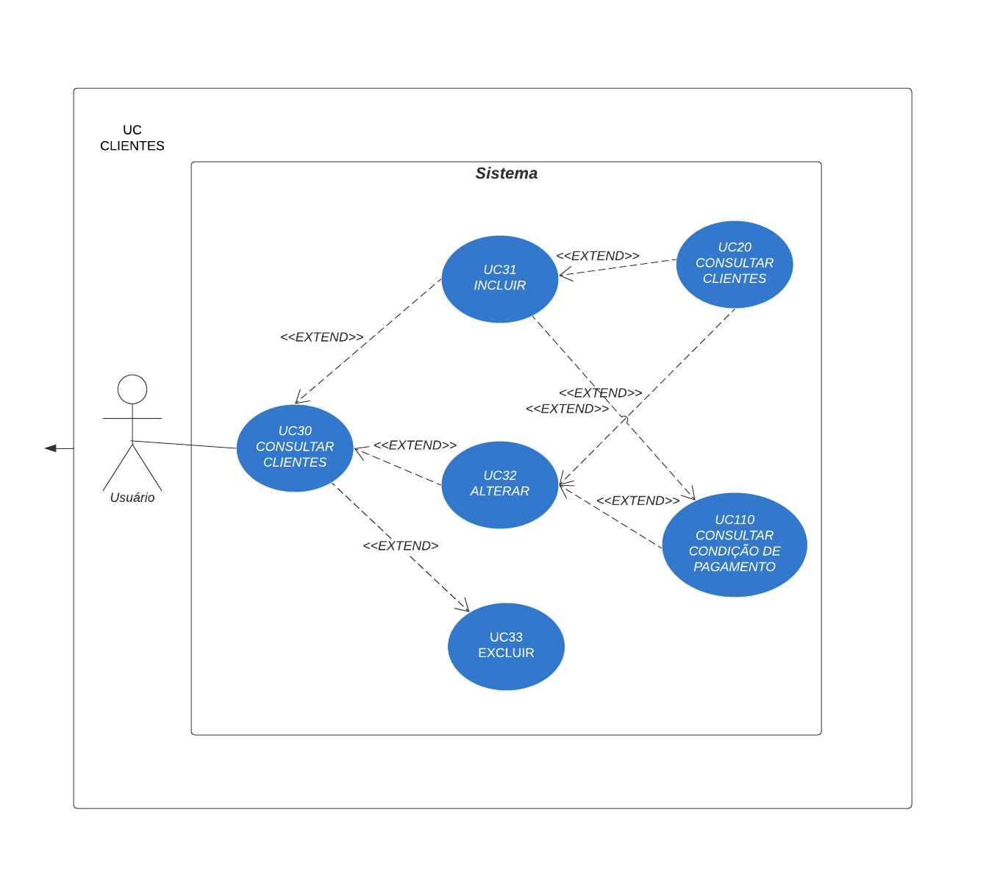 UC
CLIENTES
Sistema
UC31
INCLUIR
<<EXTEND>>
UC20
CONSULTAR
CLIENTES
<<EXTEND>>
<<EXTEND>>
<<EXTEND>>
UC30
CONSULTAR
CLIENTES
<<EXTEND>>
UC32
ALTERAR
<<EXTEND>>
Usuário
UC110
CONSULTAR
CONDIÇÃO DE
PAGAMENTO
<<EXTEND>
UC33
EXCLUIR